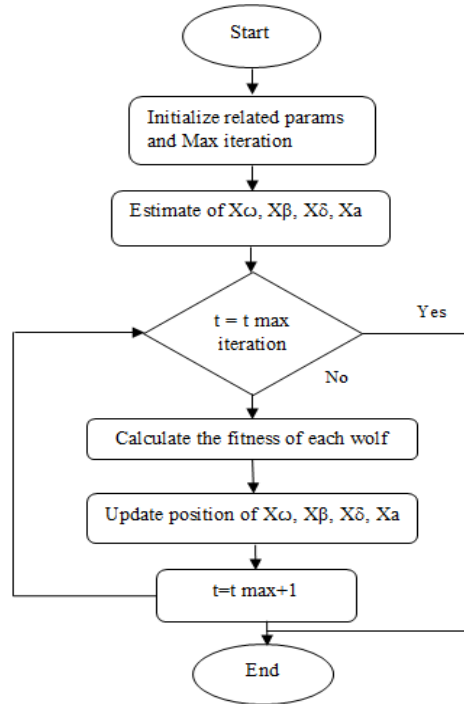 Start
Initialize related params
and Max iteration
Estimate of Xω, Xβ, Xδ, Xa
t = t max
iteration
Yes
No
Calculate the fitness of each wolf
Update position of Xω, Xβ, Xδ, Xa
t=t max+1
End